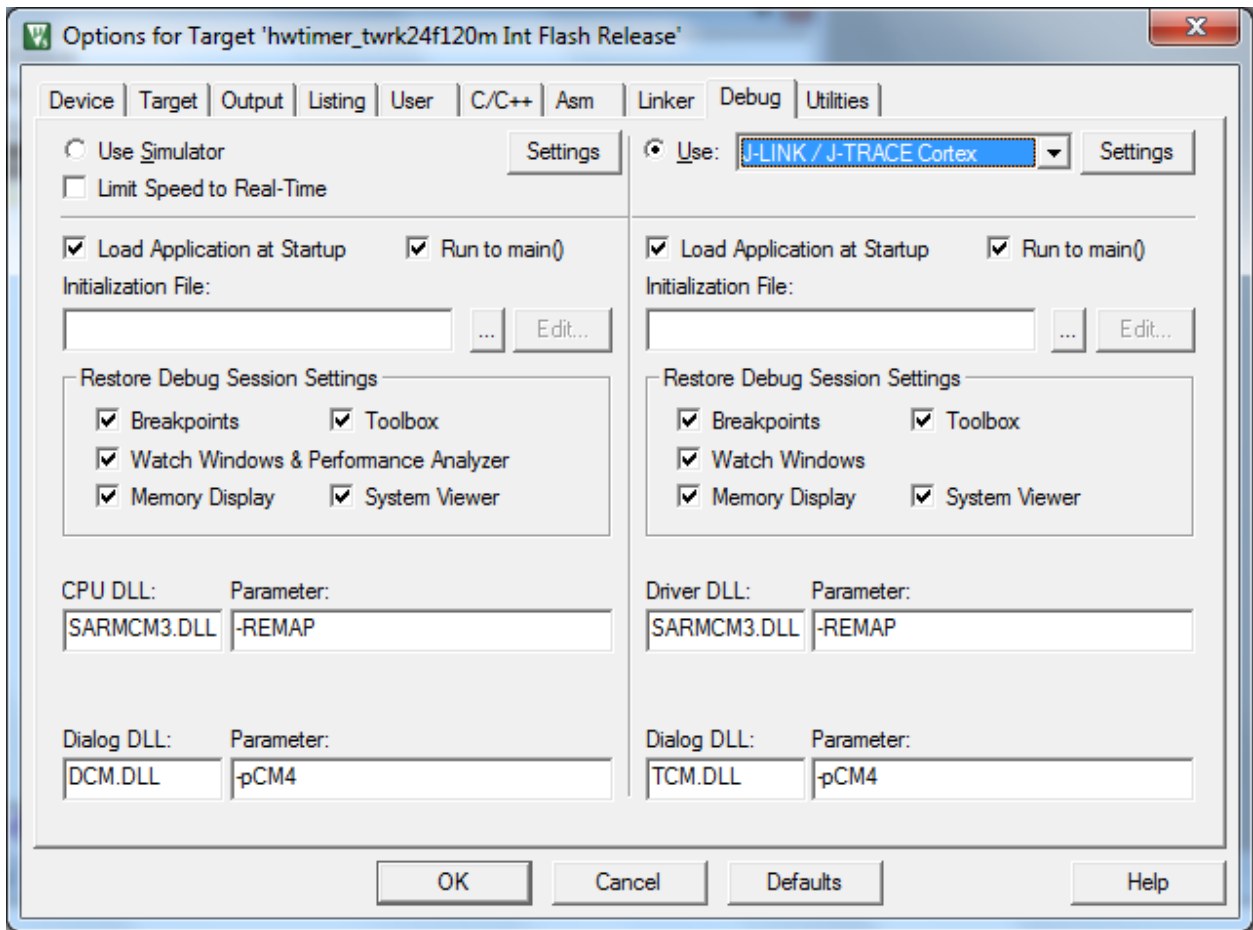 Options for Target 'hwtimer_twrk24f120m Int Flash Release'
Device Target Output Listing User C/C++ Asm Linker Debug Utilities
Use Simulator Settings Use: J-LINK / J-TRACE Cortex Settings
Limit Speed to Real-Time
Load Application at Startup Run to main() Load Application at Startup Run to main()
Initialization File: Initialization File:
... Edit... ... Edit...
Restore Debug Session Settings Restore Debug Session Settings
Breakpoints Toolbox Breakpoints Toolbox
Watch Windows & Performance Analyzer Watch Windows
Memory Display System Viewer Memory Display System Viewer
CPU DLL: Parameter: Driver DLL: Parameter:
SARMCM3.DLL -REMAP SARMCM3.DLL -REMAP
Dialog DLL: Parameter: Dialog DLL: Parameter:
DCM.DLL -pCM4 TCM.DLL -pCM4
OK Cancel Defaults Help